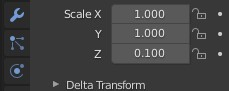 Scale X 1.000
Y 1.000
Z 0.100
Delta Transform